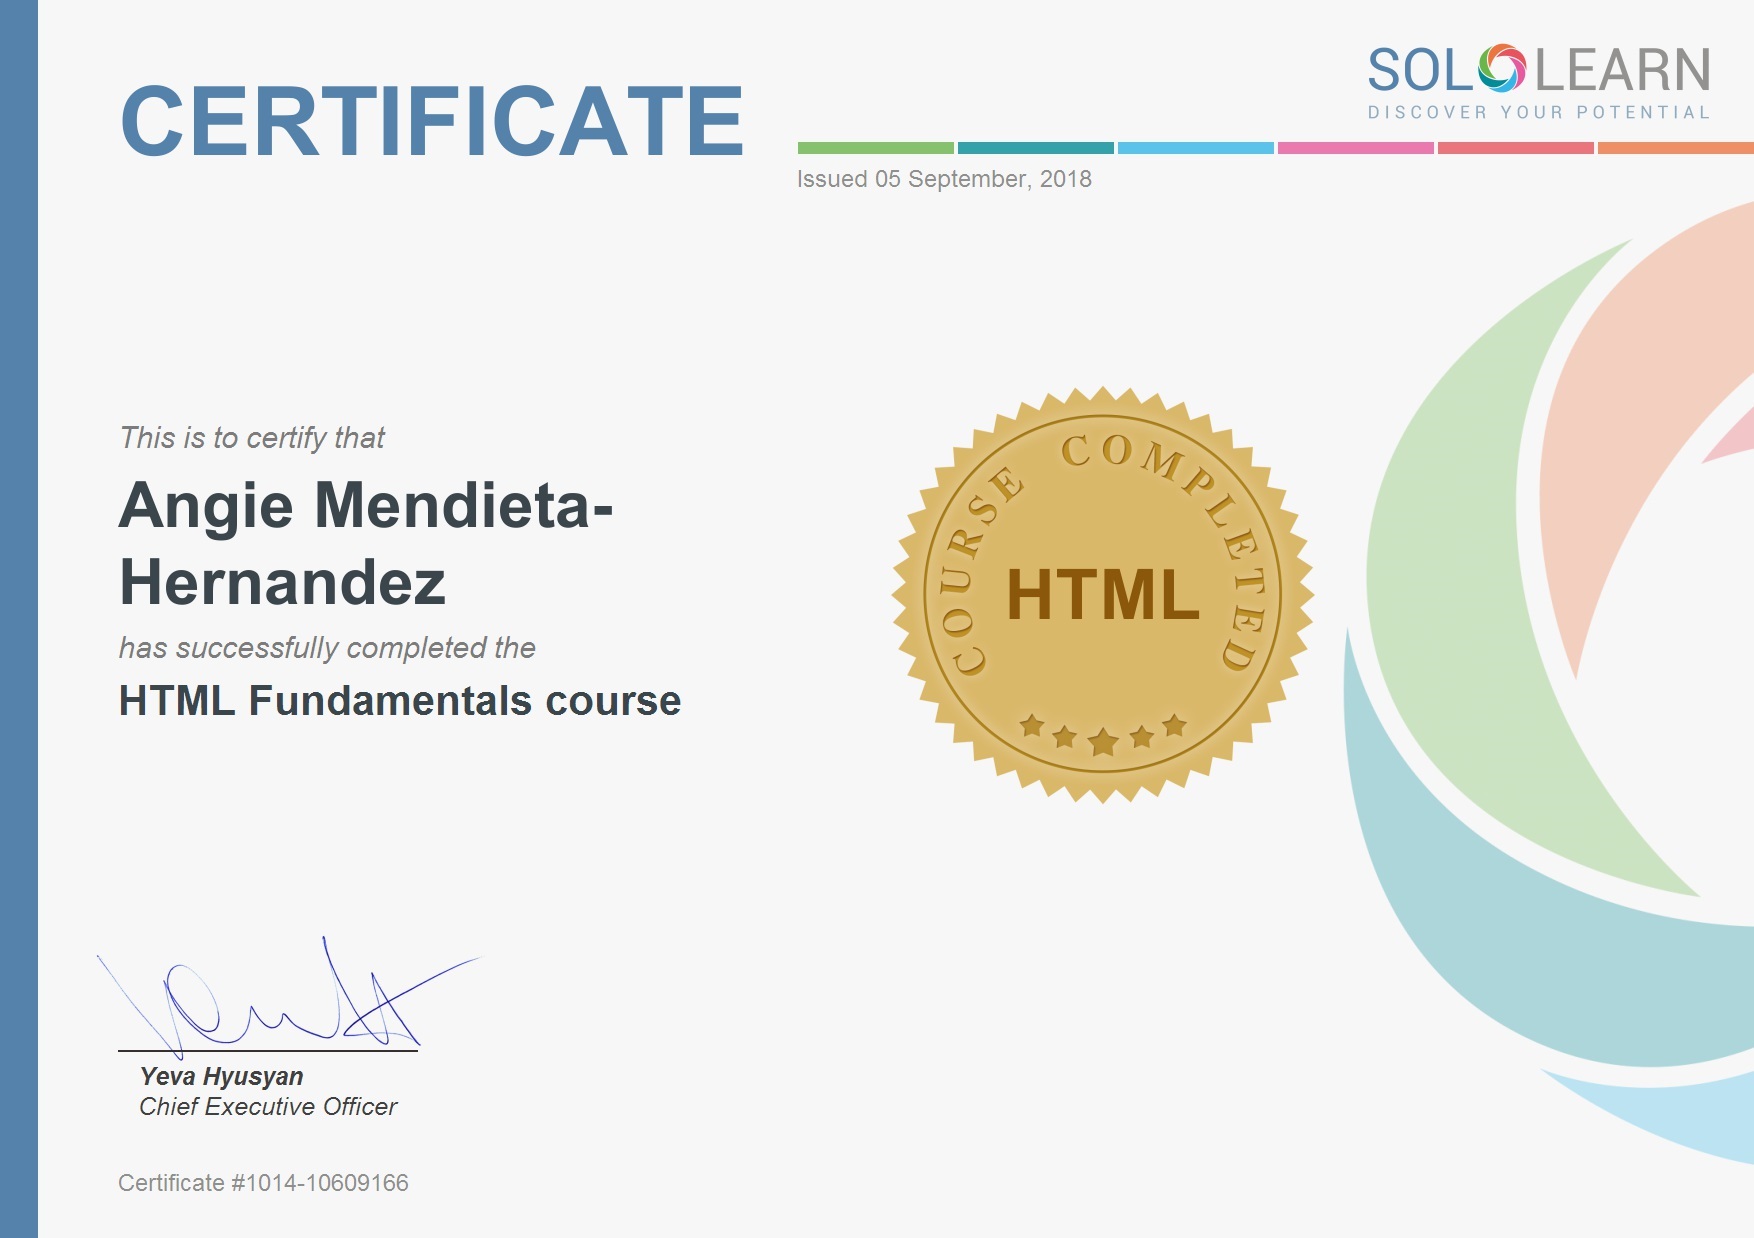 CERTIFICATE
SOLOLEARN
DISCOVER YOUR POTENTIAL
Issued 05 September, 2018
This is to certify that
Angie Mendieta-
Hernandez
has successfully completed the
HTML Fundamentals course
COURSE COMPLETED
HTML
Yeva Hyusyan
Chief Executive Officer
Certificate #1014-10609166